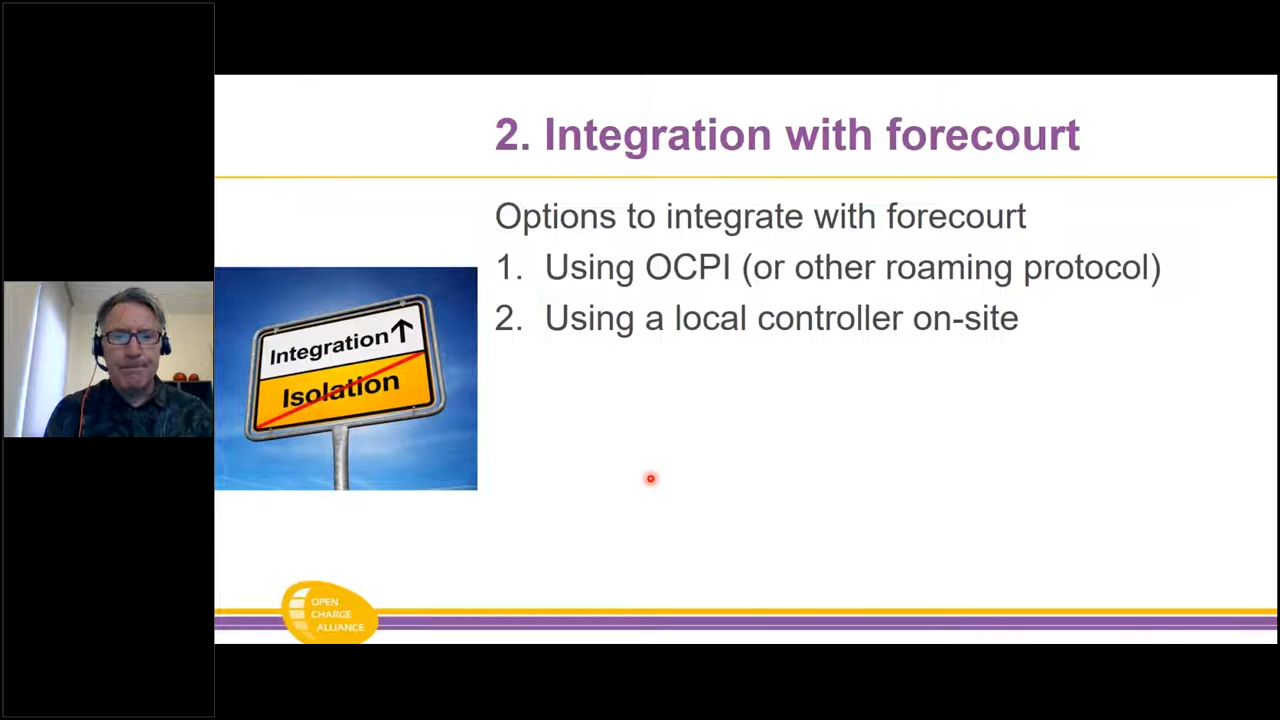 2. Integration with forecourt
Options to integrate with forecourt
1. Using OCPI (or other roaming protocol)
2. Using a local controller on-site
Integration↑
Isolation
OPEN
CHARGE
ALLIANCE